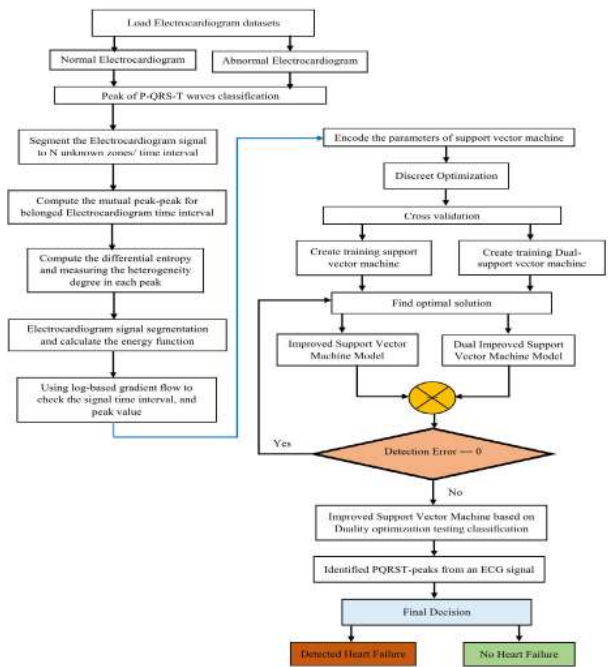 Load Electrocardiogram datasets
Normal Electrocardiogram
Abnormal Electrocardiogram
Peak of P-QRS-T waves classification
Segment the Electrocardiogram signal
to N unknown zones/ time interval
Compute the mutual peak-peak for
belonged Electrocardiogram time interval
Compute the differential entropy
and measuring the heterogeneity
degree in each peak
Electrocardiogram signal segmentation
and calculate the energy function
Using log-based gradient flow to
check the signal time interval, and
peak value
Encode the parameters of support vector machine
Discreet Optimization
Cross validation
Create training support
vector machine
Create training Dual-
support vector machine
Find optimal solution
Improved Support Vector
Machine Model
Dual Improved Support
Vector Machine Model
Yes
Detection Error == 0
No
Improved Support Vector Machine based on
Duality optimization testing classification
Identified PQRST-peaks from an ECG signal
Final Decision
Detected Heart Failure
No Heart Failure